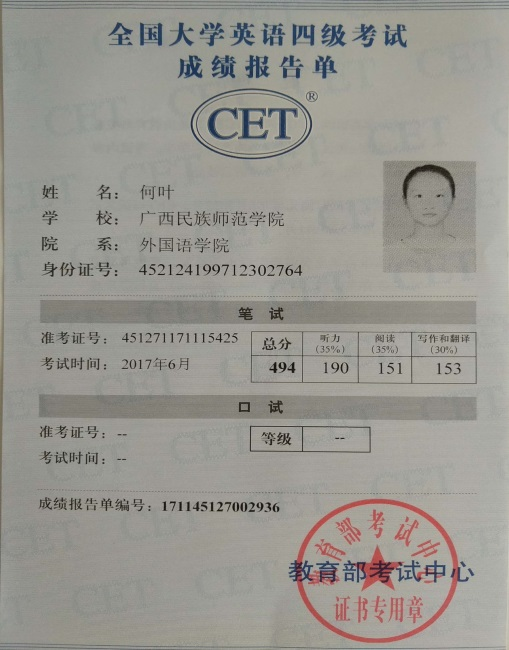 全国大学英语四级考试
成绩报告单
CET®
姓 名： 何叶
学 校： 广西民族师范学院
院 系： 外国语学院
身份证号： 452124199712302764
笔 试
准考证号： 451271171115425
考试时间： 2017年6月
总分 听力(35%) 阅读(35%) 写作和翻译(30%)
494 190 151 153
口 试
准考证号：--
考试时间：--
等级 --
成绩报告单编号：171145127002936
教育部考试中心
教育部考试中心
证书专用章